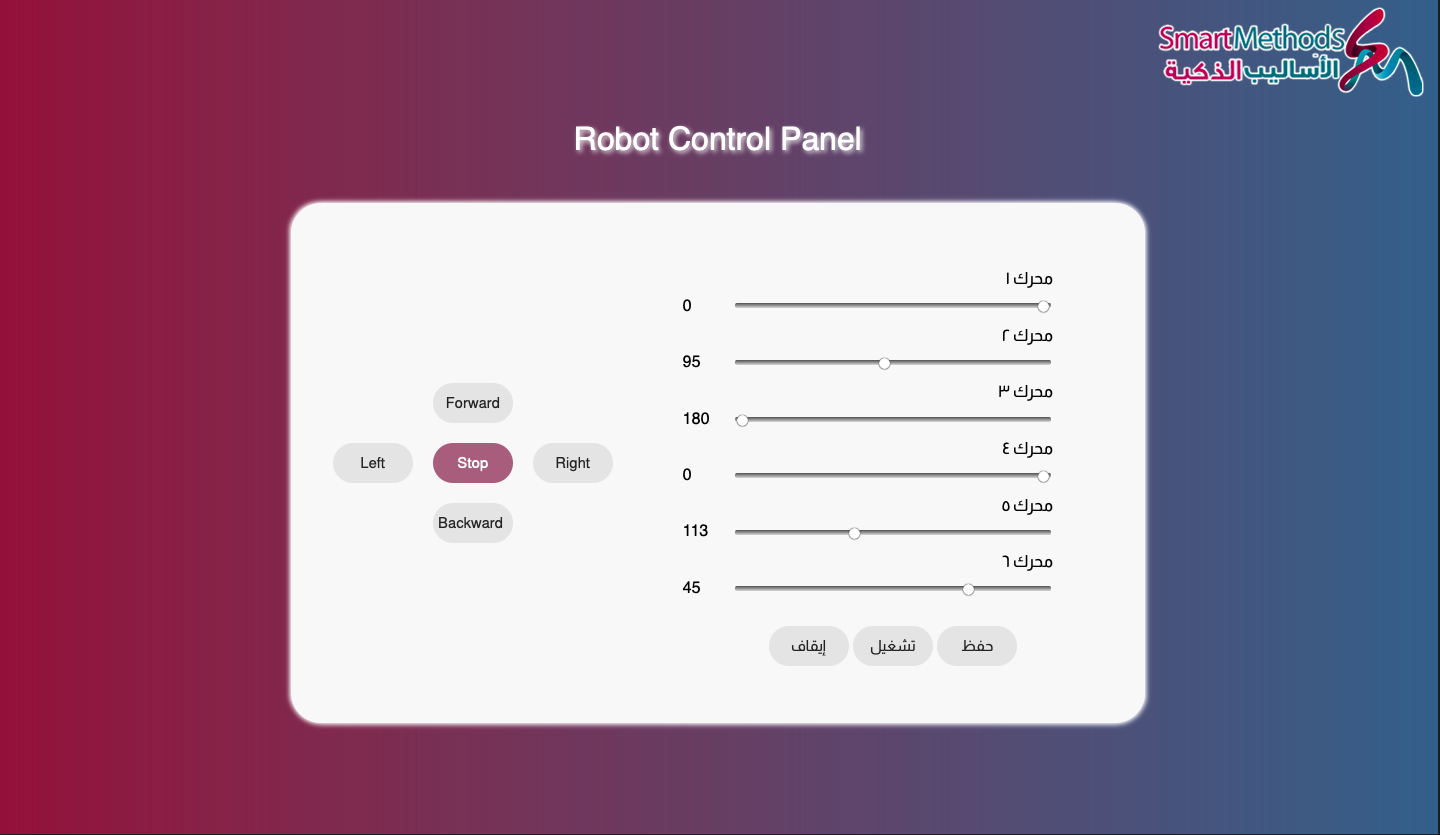 SmartMethods
الأساليب الذكية
Robot Control Panel
Forward
Left
Stop
Right
Backward
محرك ١
0
محرك ٢
95
محرك ٣
180
محرك ٤
0
محرك ٥
113
محرك ٦
45
حفظ تشغيل إيقاف